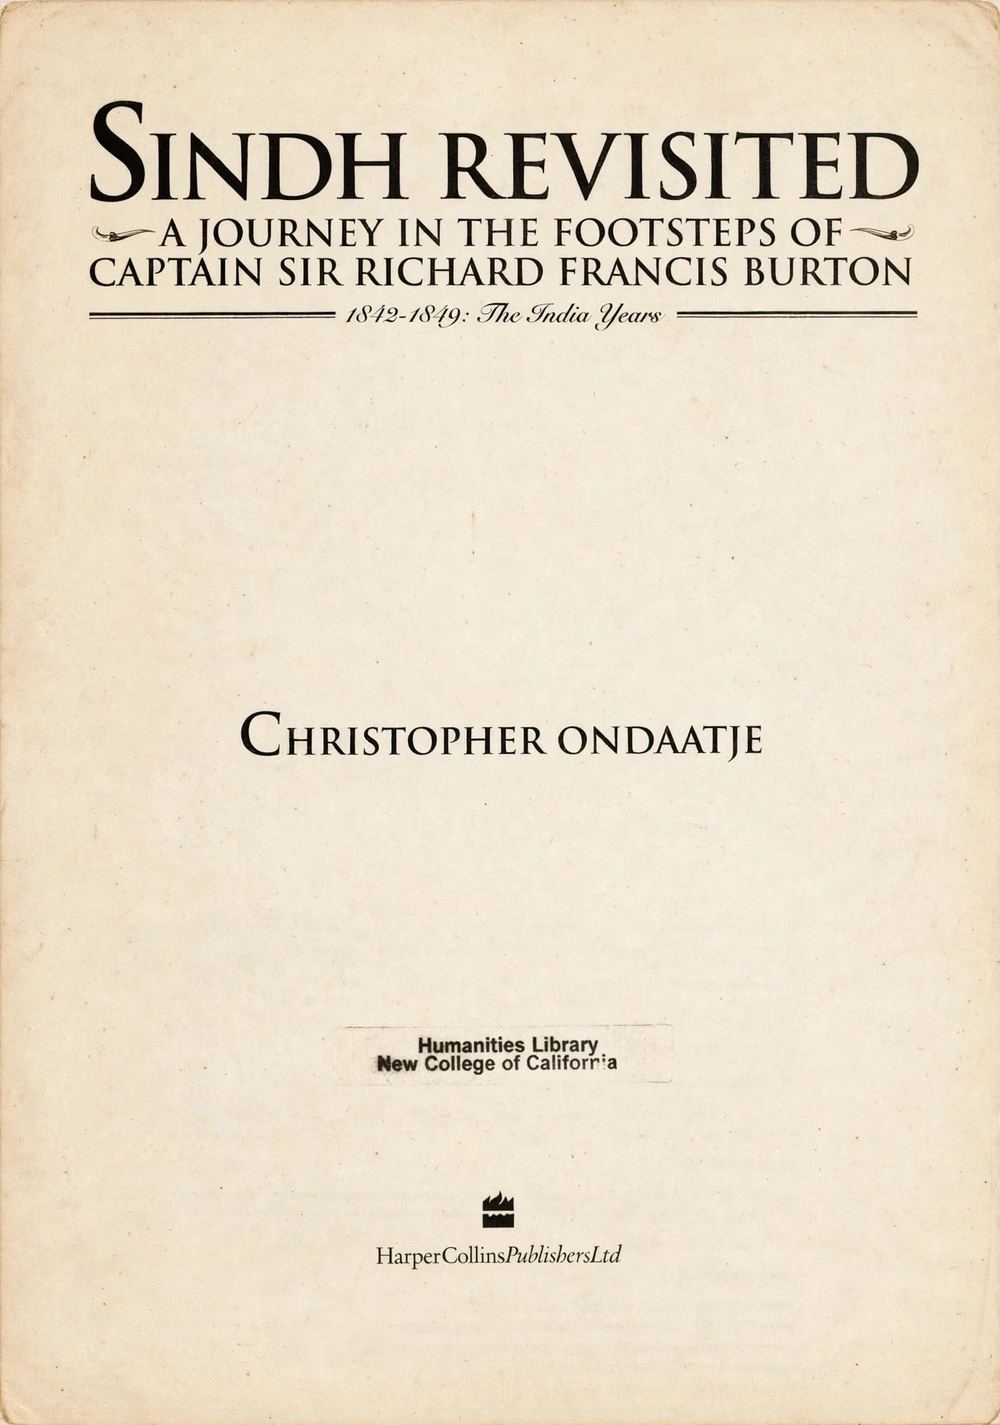 SINDH REVISITED
A JOURNEY IN THE FOOTSTEPS OF
CAPTAIN SIR RICHARD FRANCIS BURTON
1842-1849: The India Years
CHRISTOPHER ONDAATJE
Humanities Library
New College of California
HarperCollinsPublishersLtd